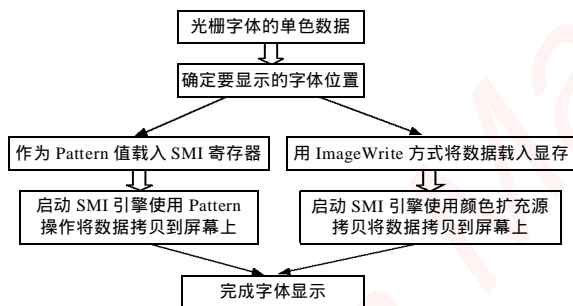 光栅字体的单色数据
确定要显示的字体位置
作为 Pattern 值载入 SMI 寄存器
用 ImageWrite 方式将数据载入显存
启动 SMI 引擎使用 Pattern
操作将数据拷贝到屏幕上
启动 SMI 引擎使用颜色扩充源
拷贝将数据拷贝到屏幕上
完成字体显示